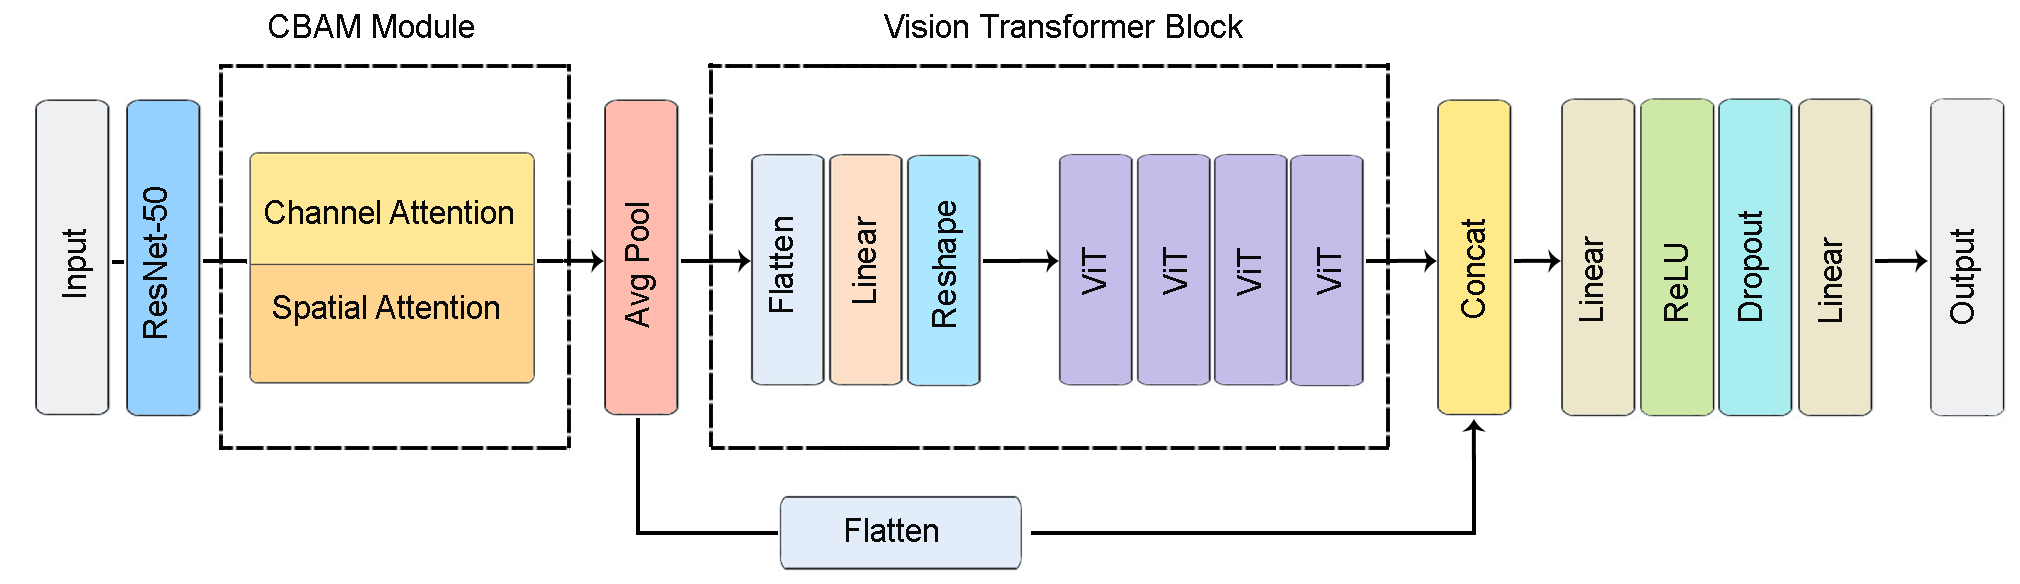 CBAM Module
Vision Transformer Block
Input
ResNet-50
Channel Attention
Spatial Attention
Avg Pool
Flatten
Linear
Reshape
ViT
ViT
ViT
ViT
Concat
Linear
ReLU
Dropout
Linear
Output
Flatten